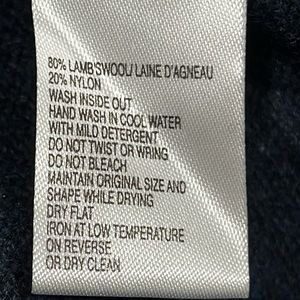 80% LAMB'SWOOL/ LAINE D'AGNEAU
20% NYLON
WASH INSIDE OUT
HAND WASH IN COOL WATER
WITH MILD DETERGENT
DO NOT TWIST OR WRING
DO NOT BLEACH
MAINTAIN ORIGINAL SIZE AND
SHAPE WHILE DRYING
DRY FLAT
IRON AT LOW TEMPERATURE
ON REVERSE
OR DRY CLEAN